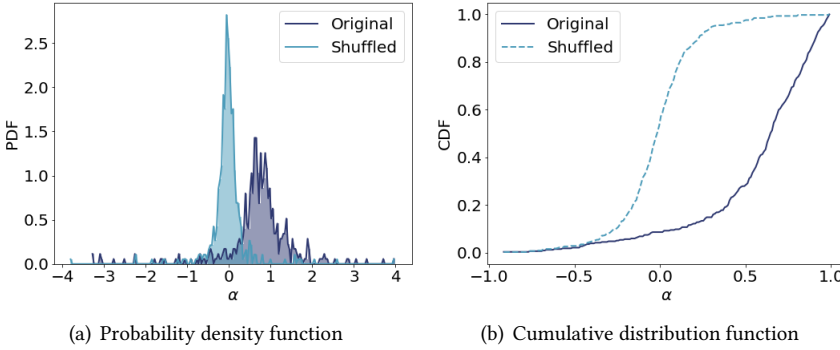 Original
Shuffled
2.5
2.0
1.5
1.0
0.5
0.0
PDF
−4 −3 −2 −1 0 1 2 3 4
α
(a) Probability density function
Original
Shuffled
1.0
0.8
0.6
0.4
0.2
0.0
CDF
−1.0 −0.5 0.0 0.5 1.0
α
(b) Cumulative distribution function